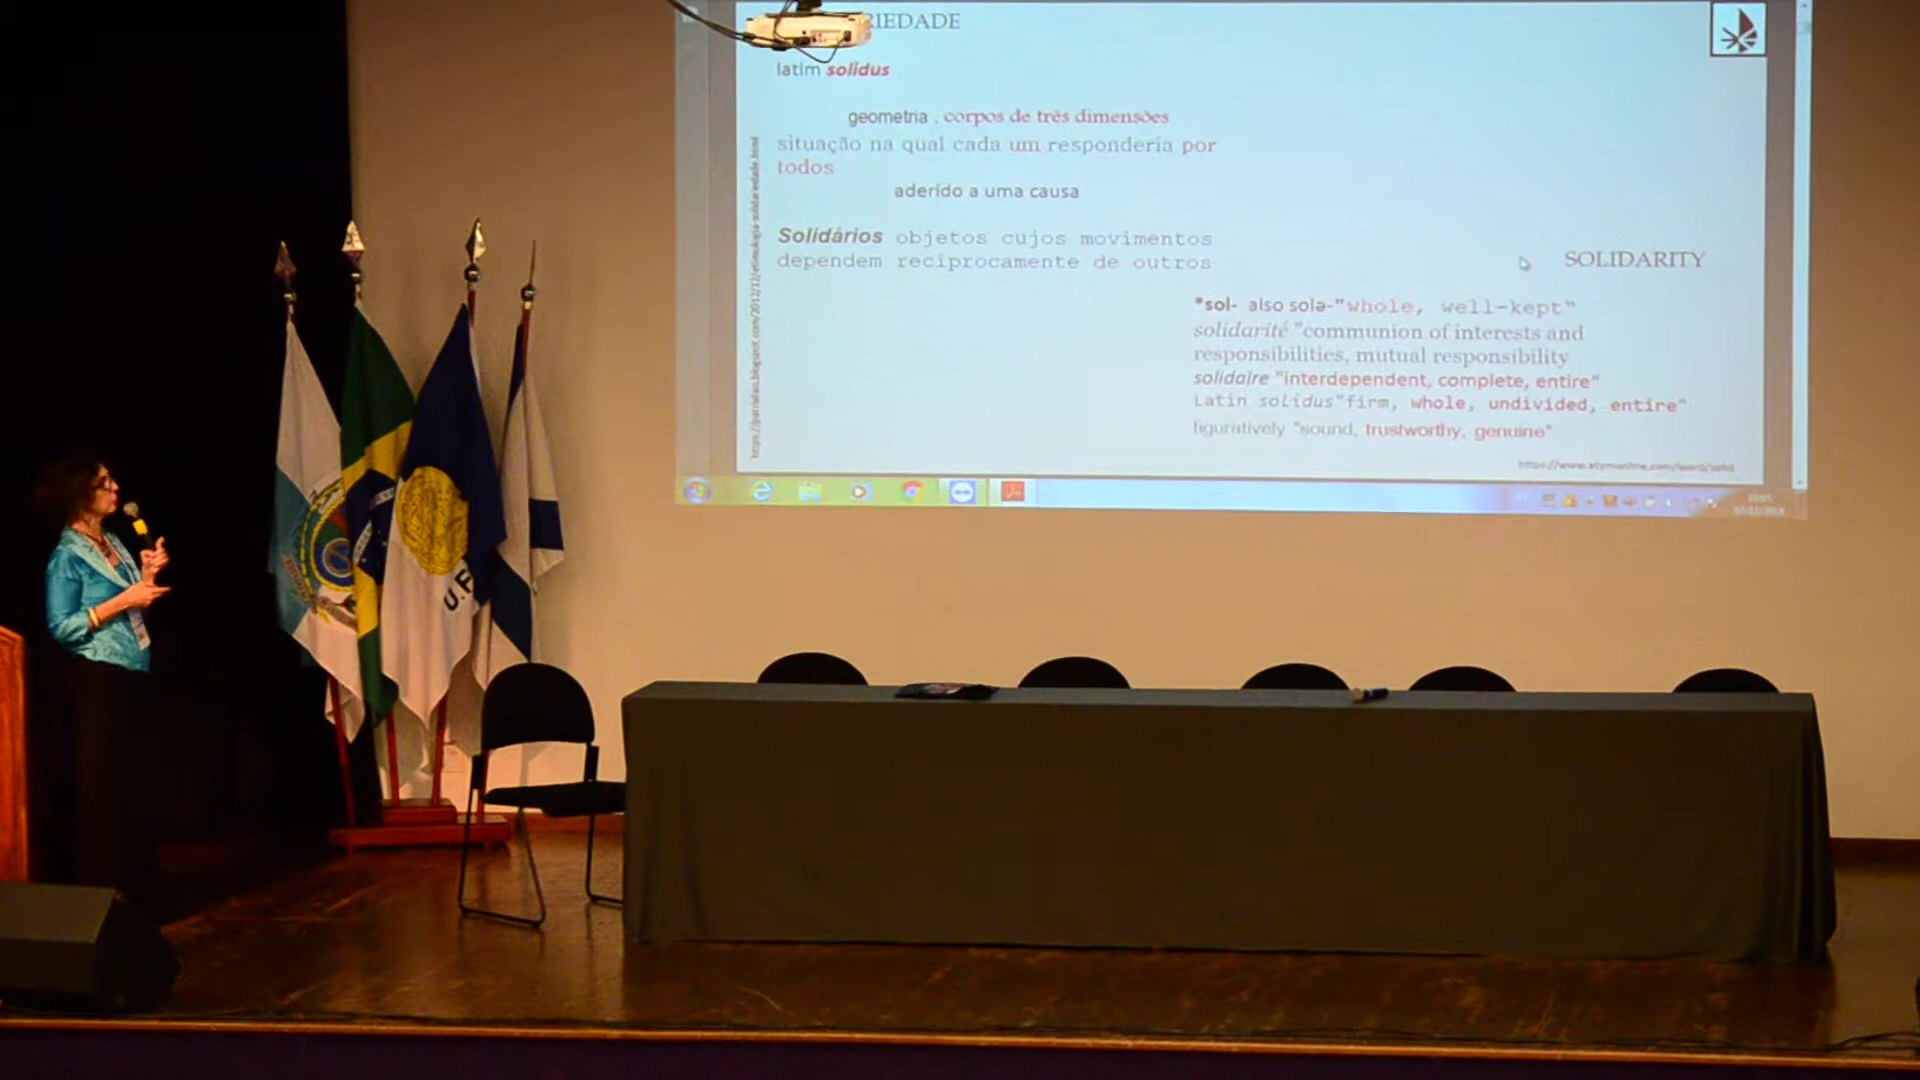 RIEDADE
latim solidus
geometria , corpos de três dimensões
situação na qual cada um responderia por
todos
aderido a uma causa
Solidários objetos cujos movimentos
dependem reciprocamente de outros
SOLIDARITY
*sol- also solə-"whole, well-kept"
solidarité "communion of interests and
responsibilities, mutual responsibility
solidaire "interdependent, complete, entire"
Latin solidus"firm, whole, undivided, entire"
figuratively "sound, trustworthy, genuine"
U.F